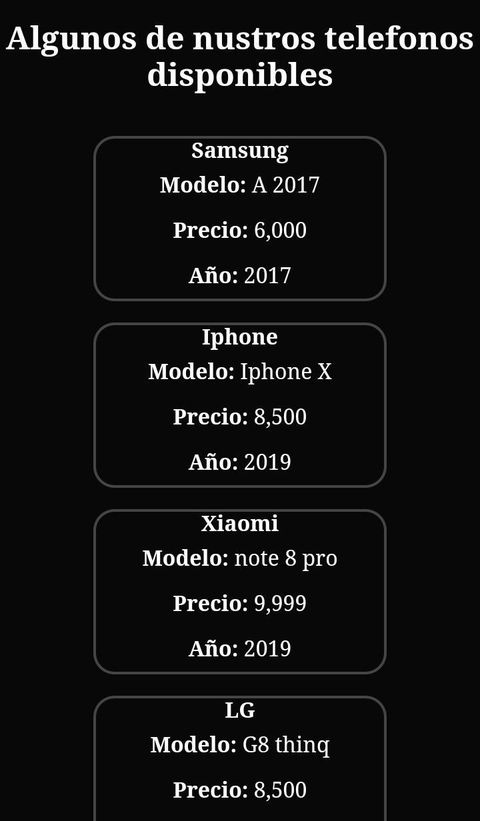 Algunos de nustros telefonos
disponibles
Samsung
Modelo: A 2017
Precio: 6,000
Año: 2017
Iphone
Modelo: Iphone X
Precio: 8,500
Año: 2019
Xiaomi
Modelo: note 8 pro
Precio: 9,999
Año: 2019
LG
Modelo: G8 thinq
Precio: 8,500